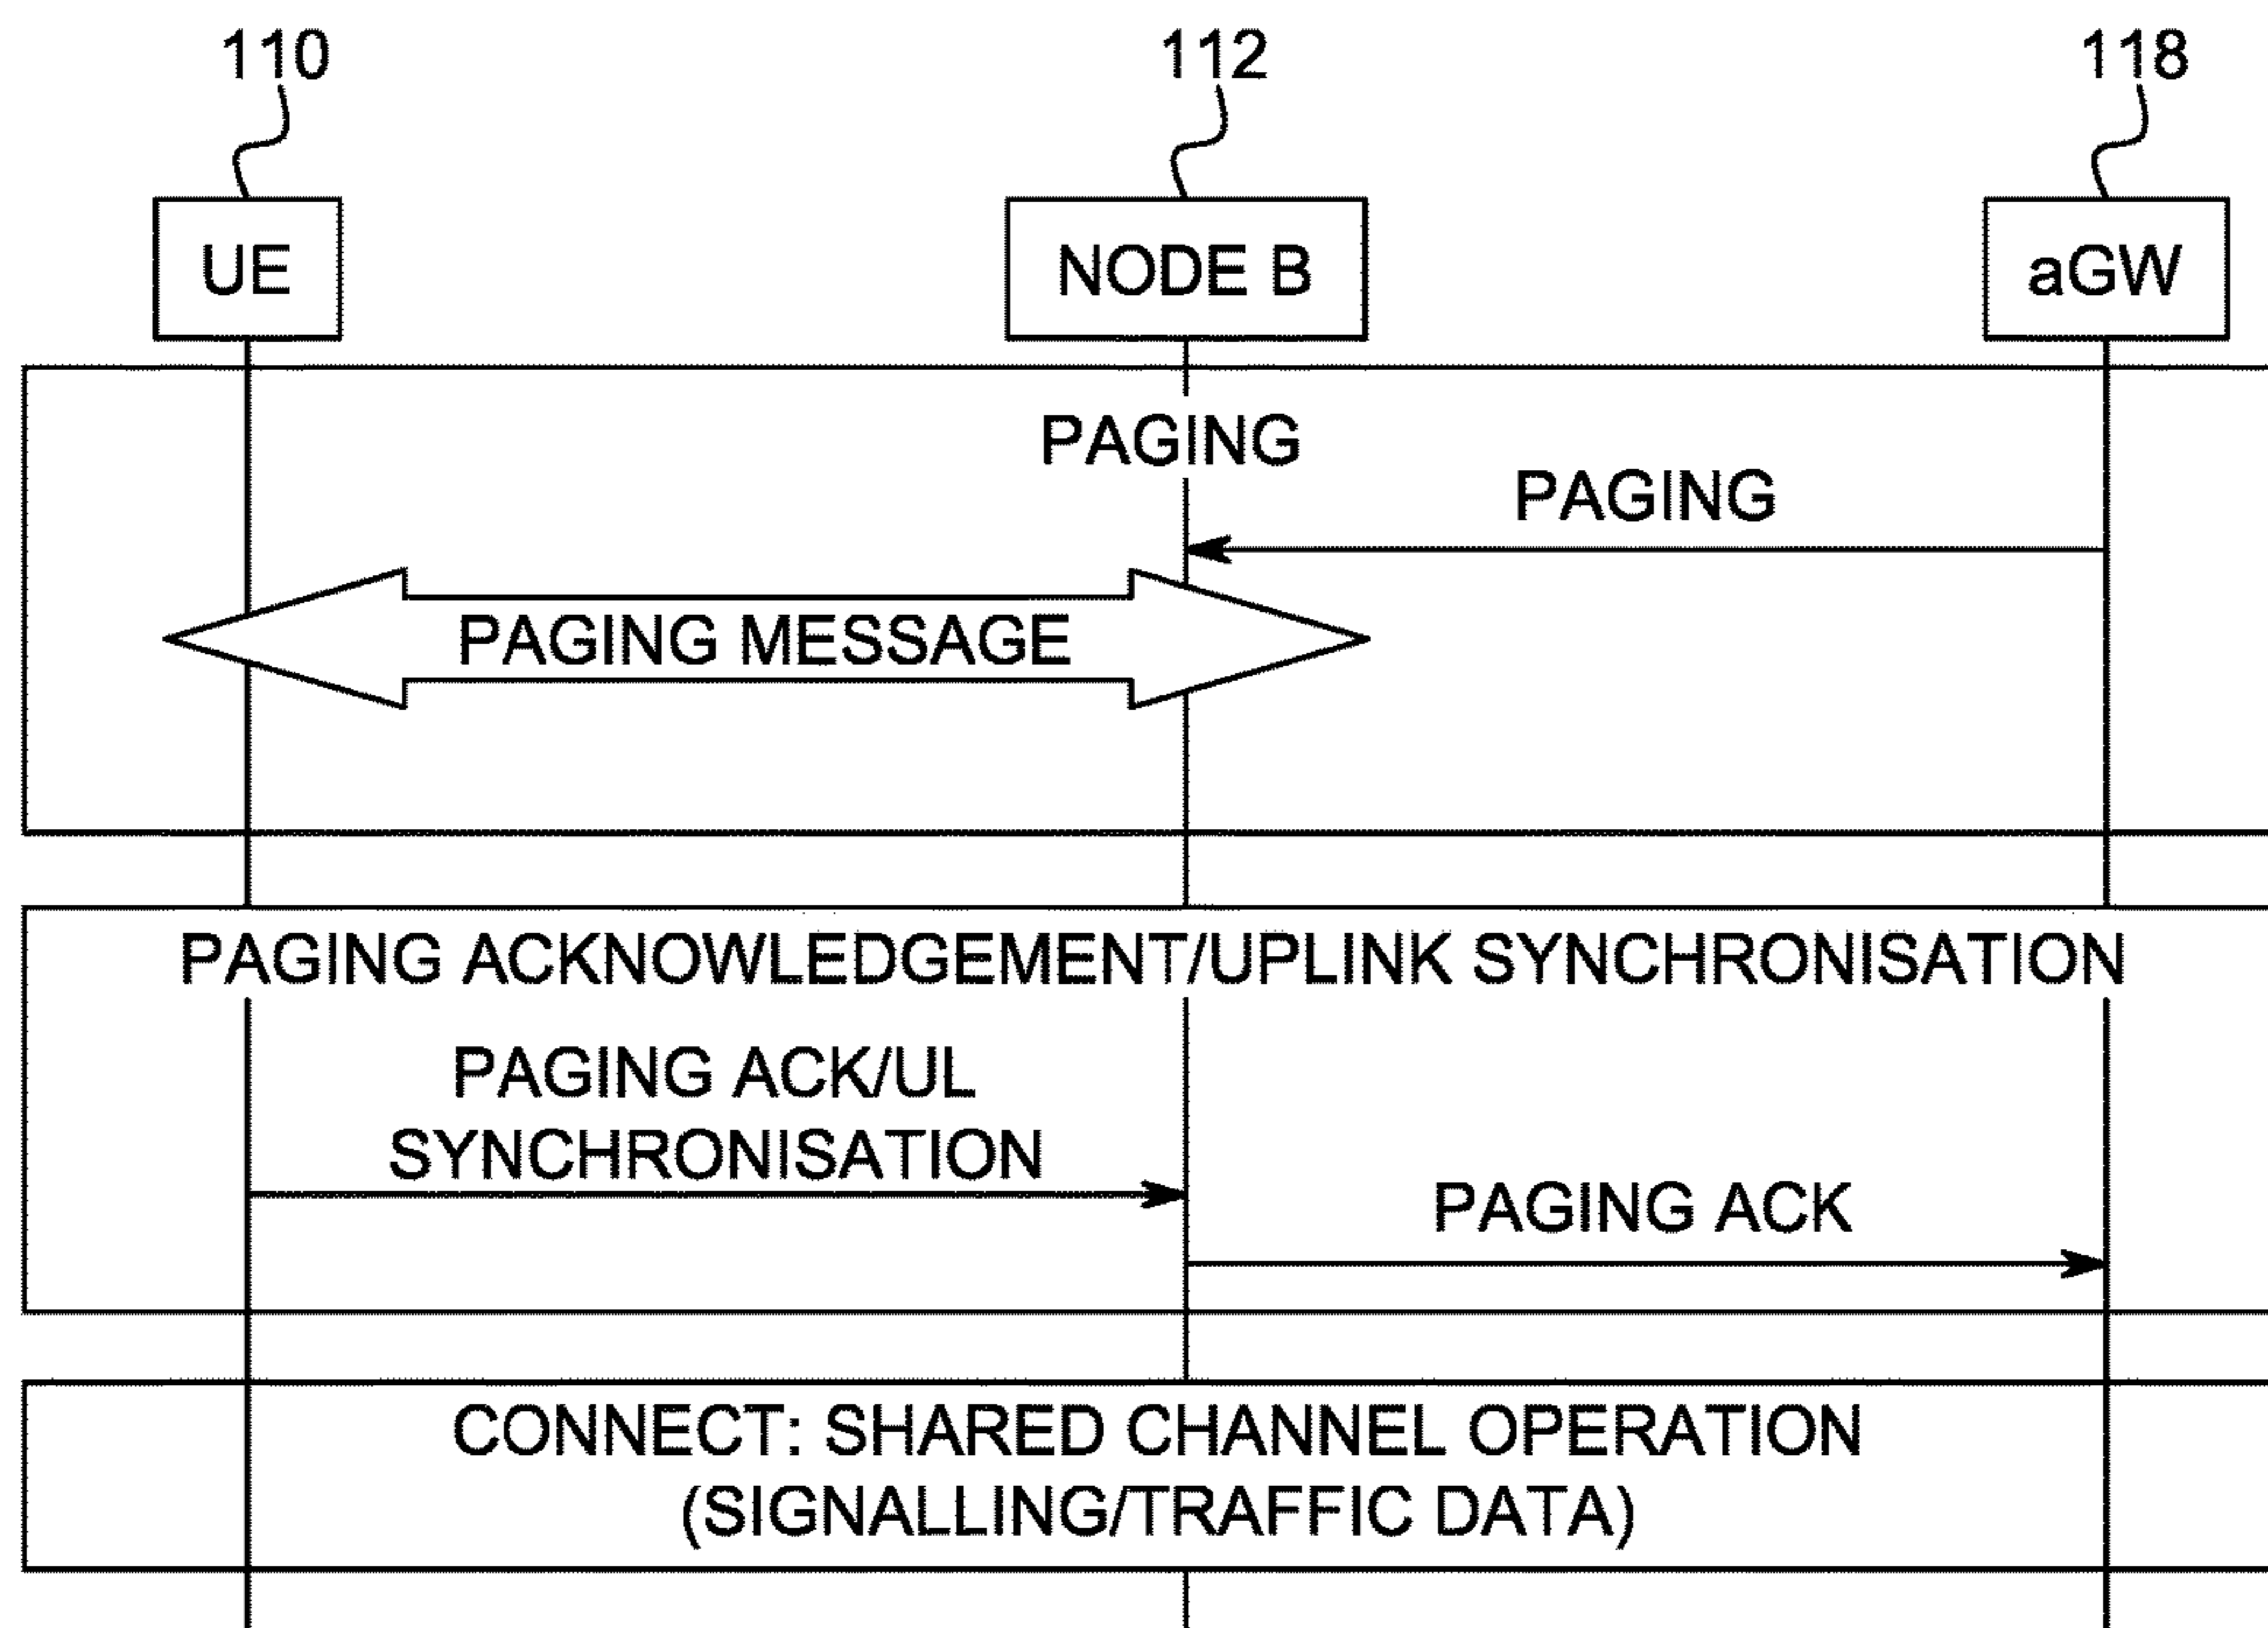 110
112
118
UE
NODE B
aGW
PAGING
PAGING
PAGING MESSAGE
PAGING ACKNOWLEDGEMENT/UPLINK SYNCHRONISATION
PAGING ACK/UL
SYNCHRONISATION
PAGING ACK
CONNECT: SHARED CHANNEL OPERATION
(SIGNALLING/TRAFFIC DATA)